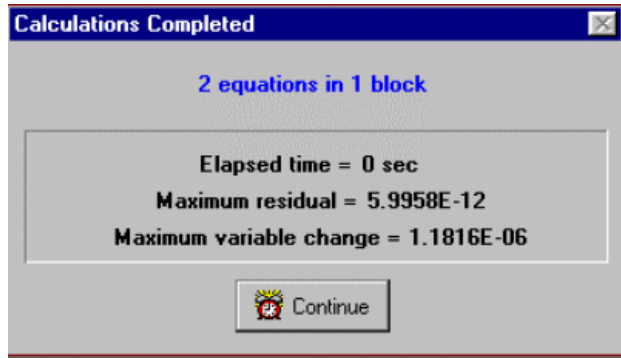 Calculations Completed
2 equations in 1 block
Elapsed time = 0 sec
Maximum residual = 5.9958E-12
Maximum variable change = 1.1816E-06
Continue